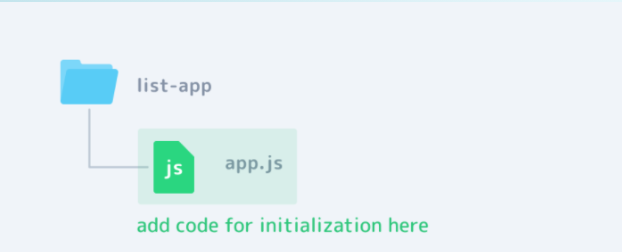 list-app
js
app.js
add code for initialization here